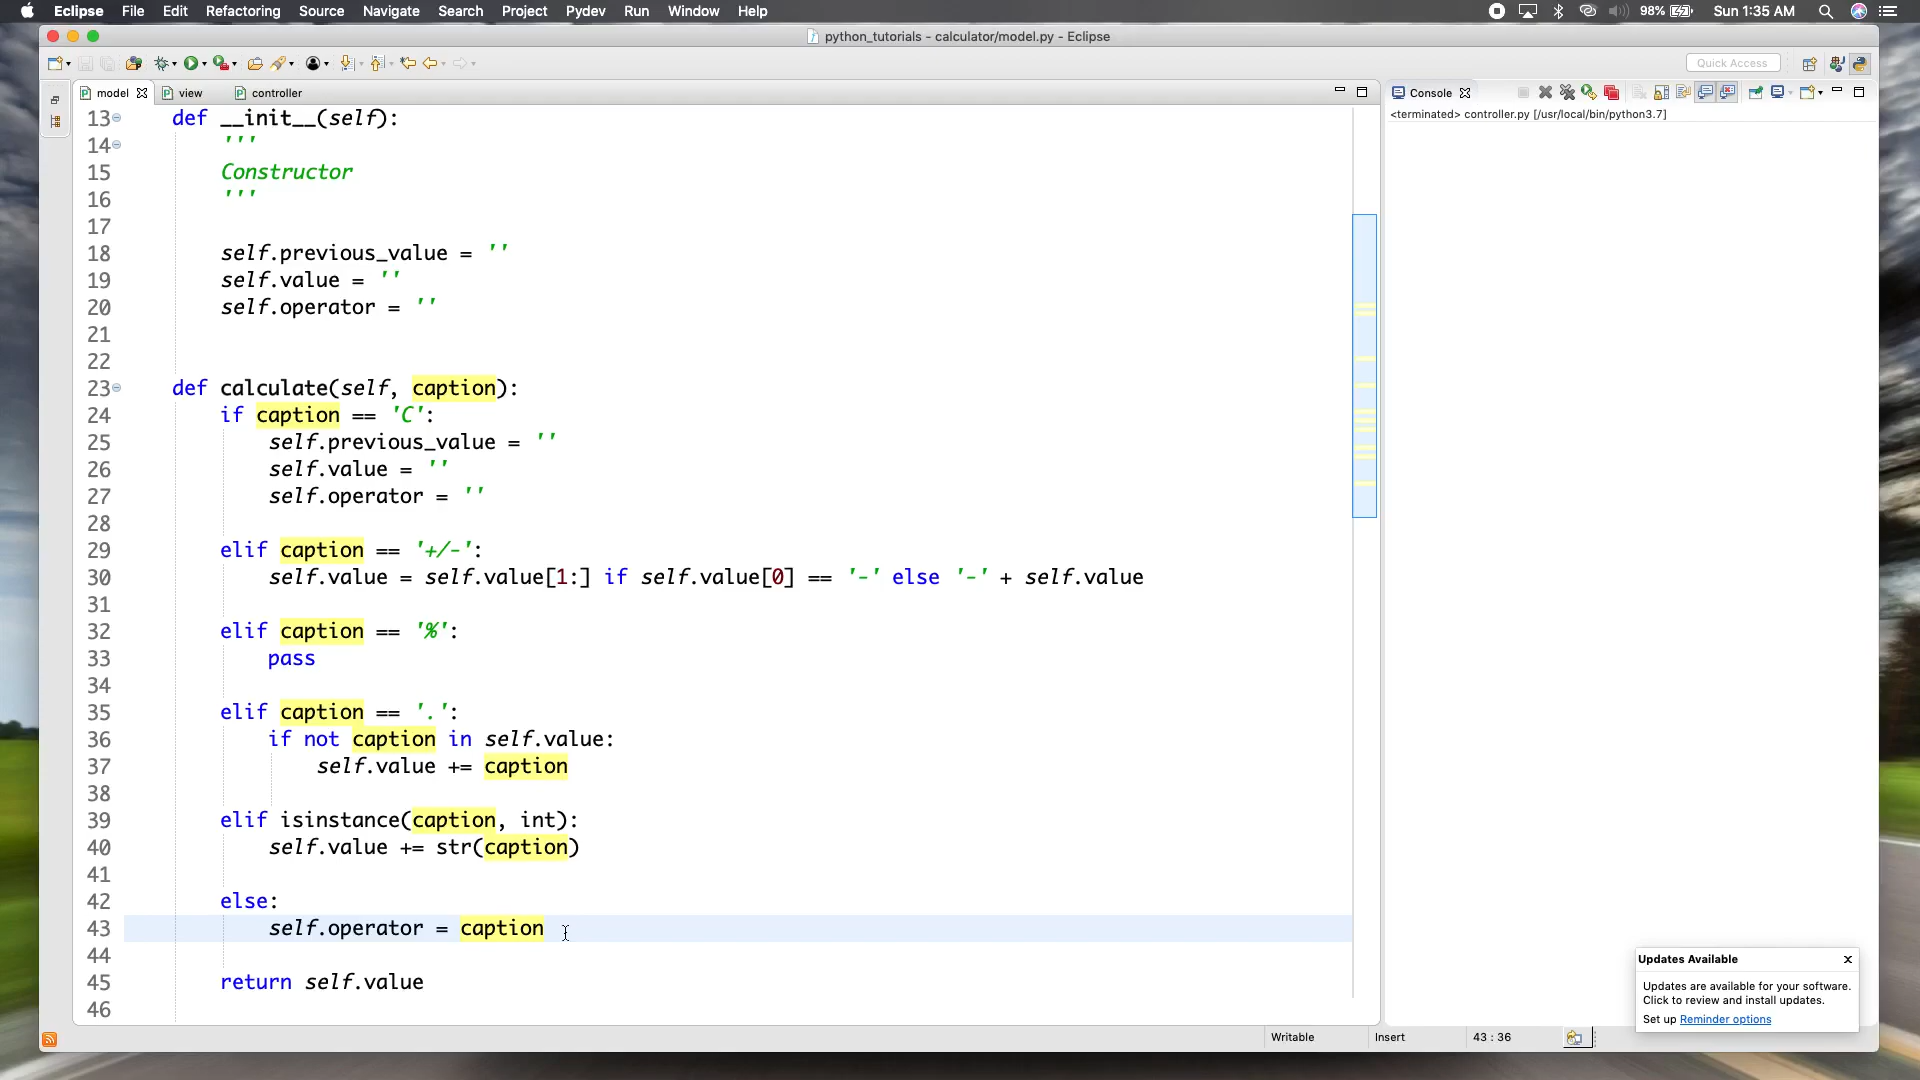 Eclipse File Edit Refactoring Source Navigate Search Project Pydev Run Window Help 98% Sun 1:35 AM
python_tutorials - calculator/model.py - Eclipse
Quick Access
model view controller
Console
<terminated> controller.py [/usr/local/bin/python3.7]
13 def __init__(self):
14 '''
15 Constructor
16 '''
17
18 self.previous_value = ''
19 self.value = ''
20 self.operator = ''
21
22
23 def calculate(self, caption):
24 if caption == 'C':
25 self.previous_value = ''
26 self.value = ''
27 self.operator = ''
28
29 elif caption == '+/-':
30 self.value = self.value[1:] if self.value[0] == '-' else '-' + self.value
31
32 elif caption == '%':
33 pass
34
35 elif caption == '.':
36 if not caption in self.value:
37 self.value += caption
38
39 elif isinstance(caption, int):
40 self.value += str(caption)
41
42 else:
43 self.operator = caption
44
45 return self.value
46
Updates Available
Updates are available for your software.
Click to review and install updates.
Set up Reminder options
Writable Insert 43 : 36